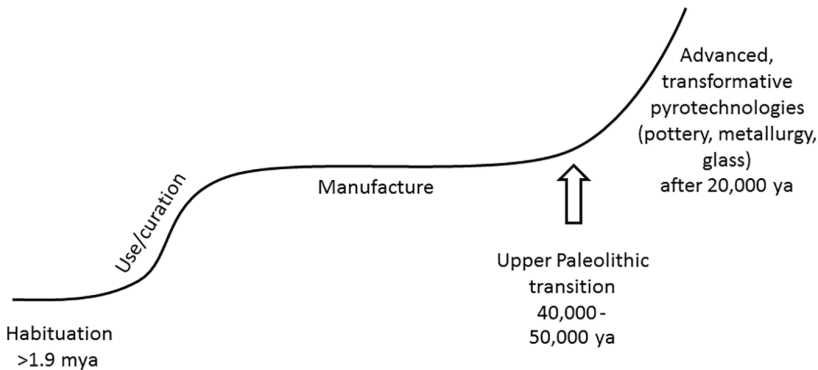 Habituation
>1.9 mya
Use/curation
Manufacture
Upper Paleolithic
transition
40,000-
50,000 ya
Advanced,
transformative
pyrotechnologies
(pottery, metallurgy,
glass)
after 20,000 ya